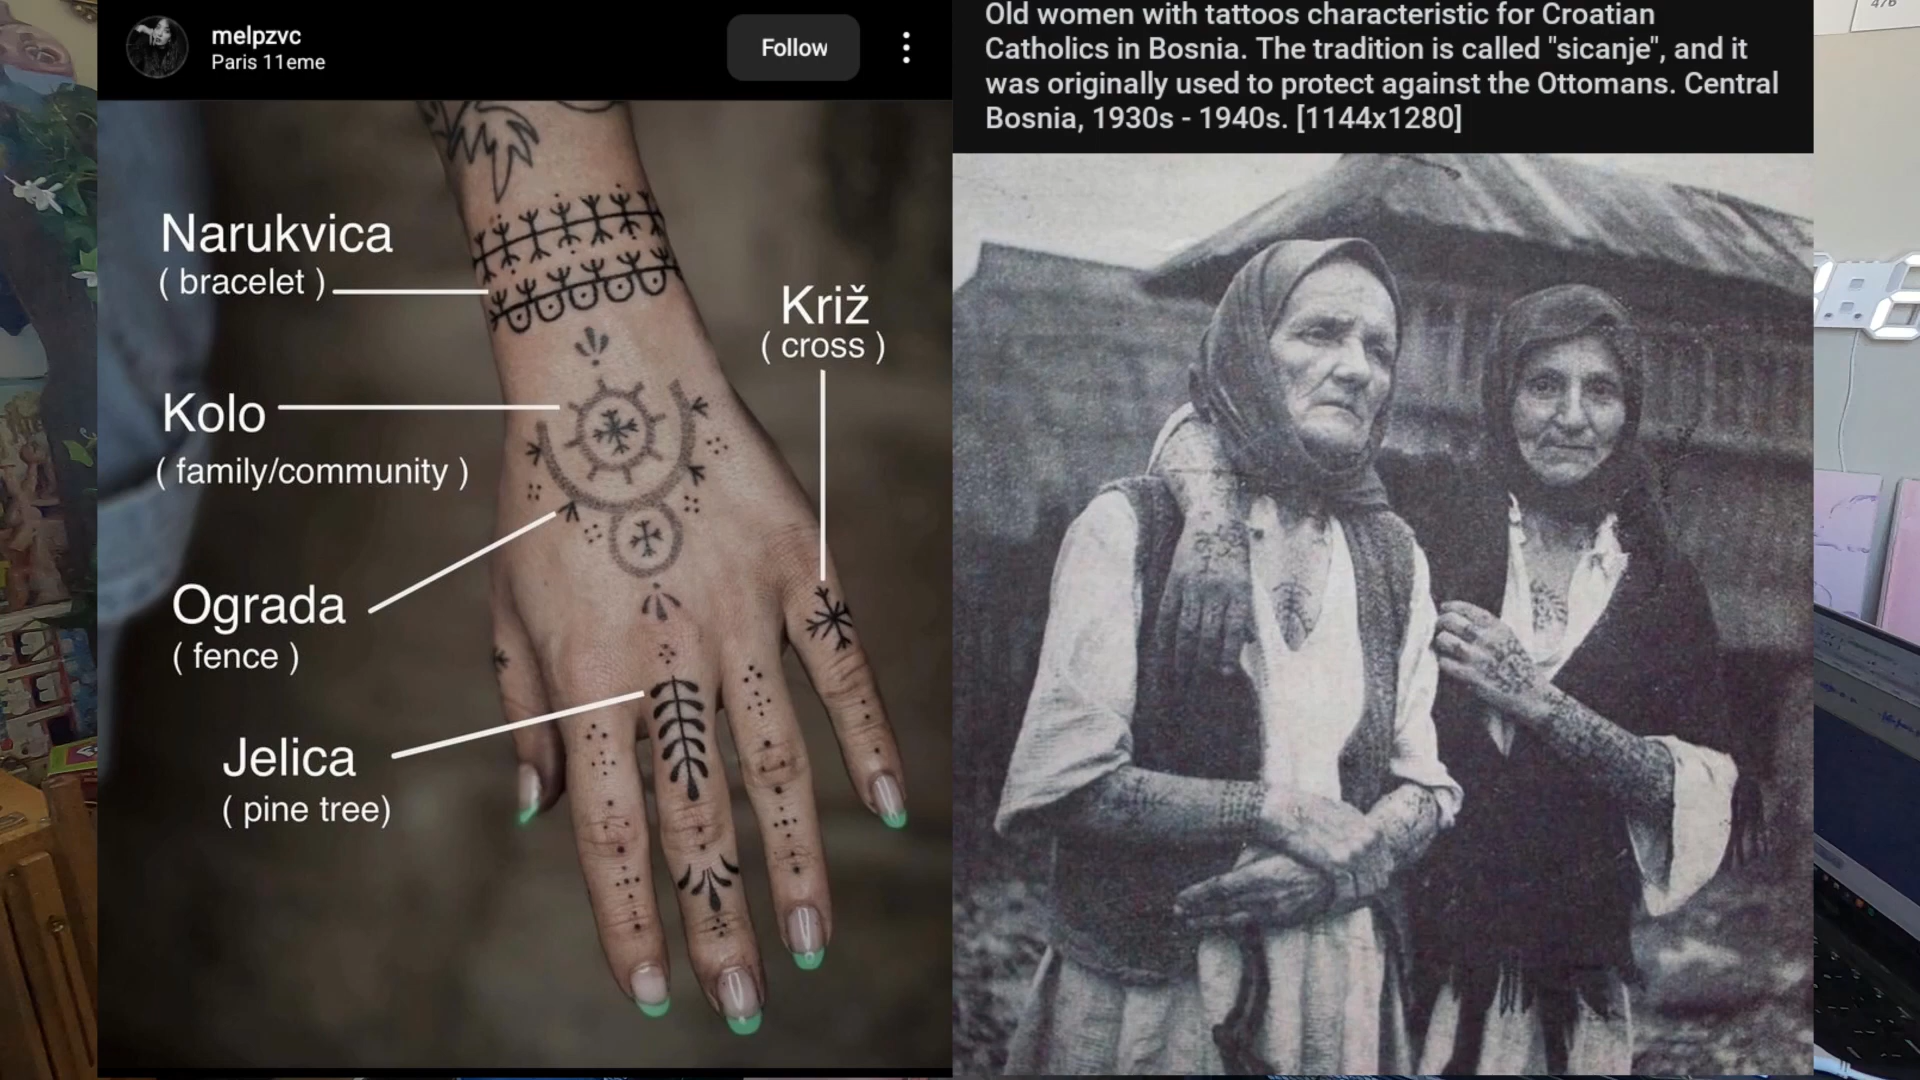 melpzvc
Paris 11eme
Follow
Narukvica
( bracelet )
Križ
( cross )
Kolo
( family/community )
Ograda
( fence )
Jelica
( pine tree)
Old women with tattoos characteristic for Croatian
Catholics in Bosnia. The tradition is called "sicanje", and it
was originally used to protect against the Ottomans. Central
Bosnia, 1930s - 1940s. [1144x1280]